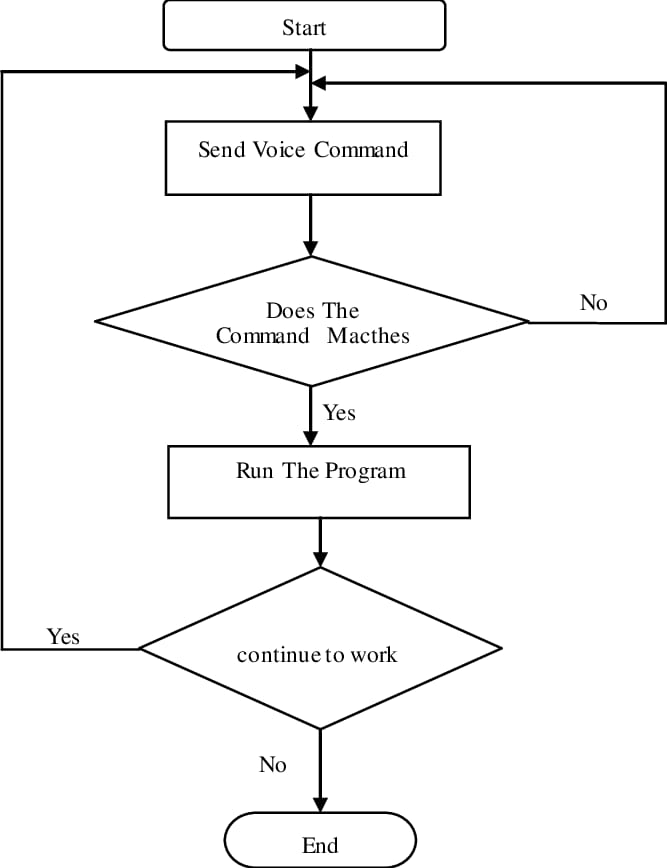 Start
Send Voice Command
Does The
Command Macthes
No
Yes
Run The Program
Yes
continue to work
No
End